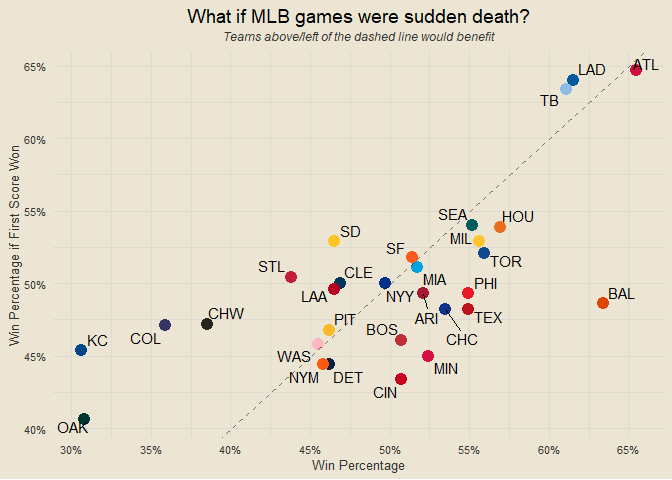 What if MLB games were sudden death?
Teams above/left of the dashed line would benefit
Win Percentage if First Score Won
65%
60%
55%
50%
45%
40%
ATL
LAD
TB
SEA
HOU
SD
SF
MIL
TOR
STL
CLE
MIA
PHI
LAA
NYY
BAL
ARI
TEX
CHW
PIT
BOS
CHC
KC
COL
WAS
MIN
NYM
DET
CIN
OAK
30%
35%
40%
45%
50%
55%
60%
65%
Win Percentage